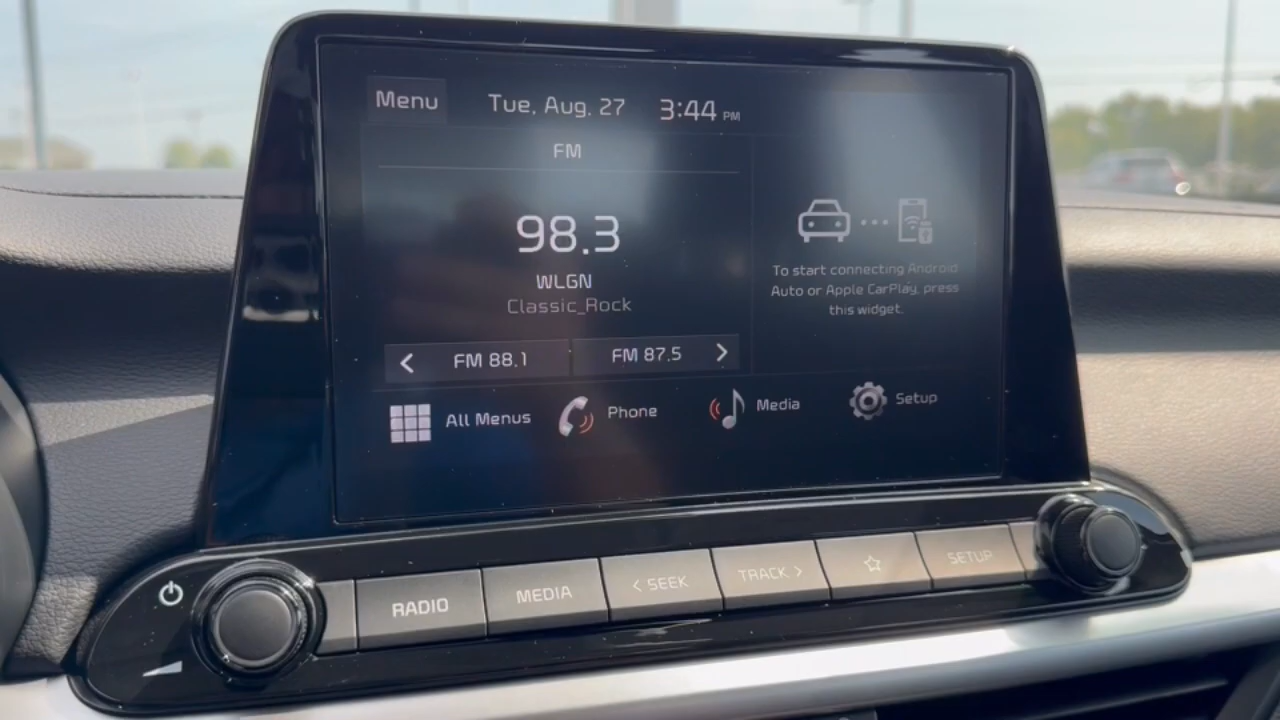 Menu Tue, Aug. 27 3:44 PM
FM
98.3
WLGN
Classic_Rock
< FM 88.1 FM 87.5 >
To start connecting Android
Auto or Apple CarPlay, press
this widget.
All Menus Phone Media Setup
RADIO MEDIA < SEEK TRACK > SETUP